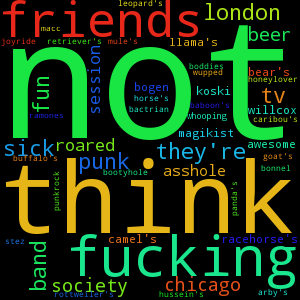 leopard's
friends
london
macc
beer
joyride
retriever's
mule's
llama's
not
session
fun
boddies
wupped
bear's
bogen
koski
honeylover
tv
horse's
baboon's
willcox
ramones
bactrian
whooping
caribou's
magikist
sick
roared
they're
awesome
buffalo's
punk
goat's
bootyhole
asshole
bonnel
think
punkrock
panda's
stez
band
camel's
racehorse's
fucking
society
chicago
rottweiler's
hussein's
arby's